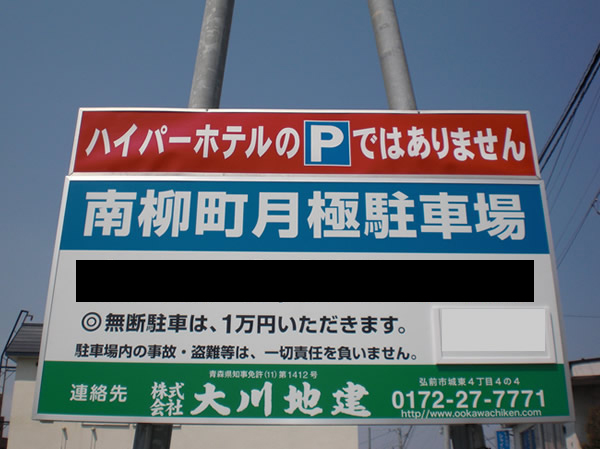 ハイパーホテルのPではありません
南柳町月極駐車場
◎無断駐車は、1万円いただきます。
駐車場内の事故・盗難等は、一切責任を負いません。
青森県知事免許(11)第1412号
連絡先 株式会社 大川地建
弘前市城東4丁目4の4
0172-27-7771
http://www.ookawachiken.com